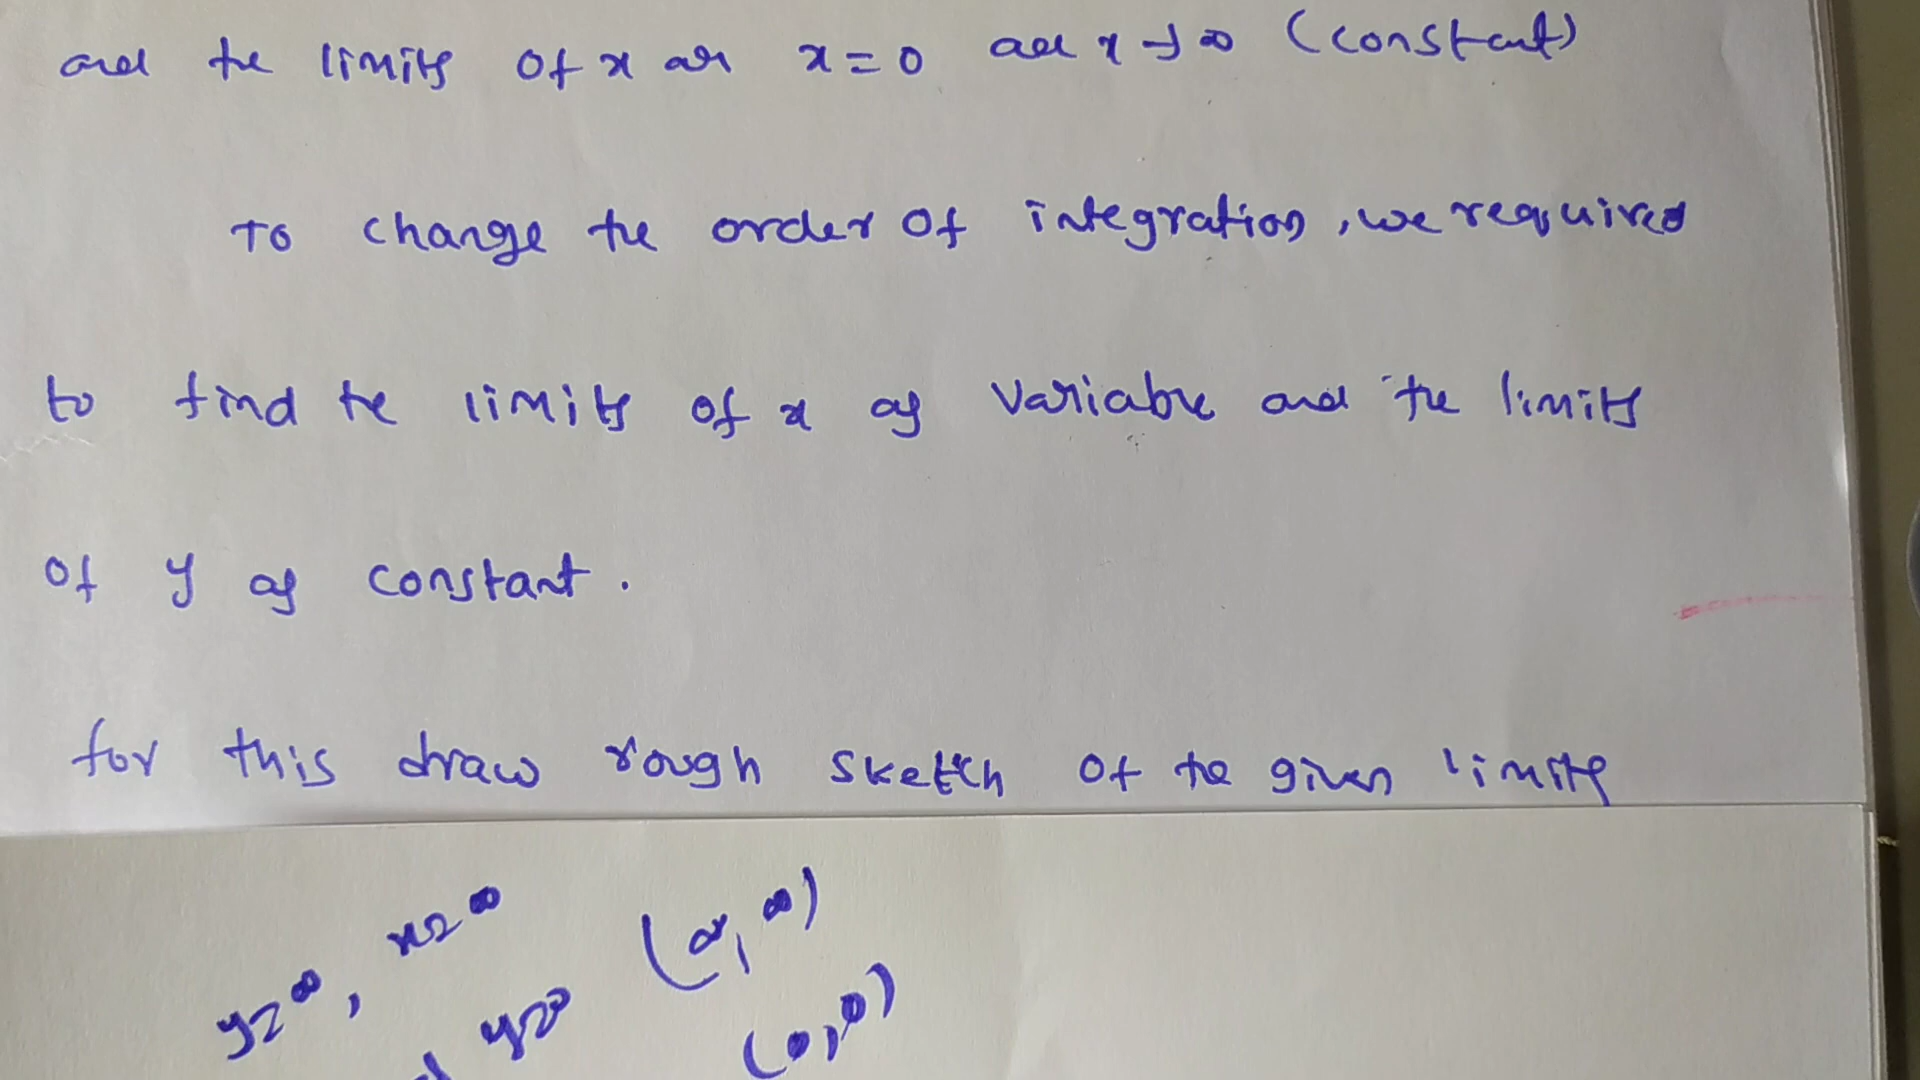 and the limits of x are x=0 and x→∞ (constant)
To change the order of integration, we required
to find the limits of x as variable and the limits
of y as constant.
for this draw rough sketch of the given limits
y=∞, x=∞ (∞,∞)
y=0 (0,0)